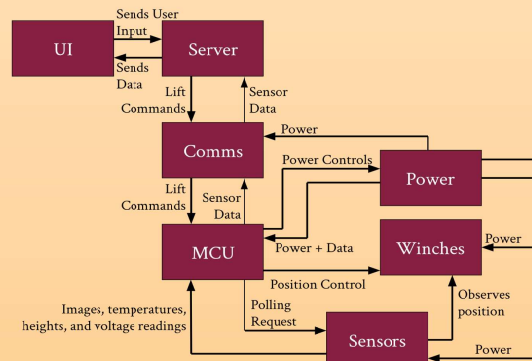 Sends User
Input
UI
Server
Sends
Data
Lift
Commands
Sensor
Data
Comms
Power
Lift
Commands
Sensor
Data
Power Controls
Power
Power + Data
MCU
Winches
Power
Position Control
Images, temperatures,
heights, and voltage readings
Polling
Request
Observes
position
Sensors
Power